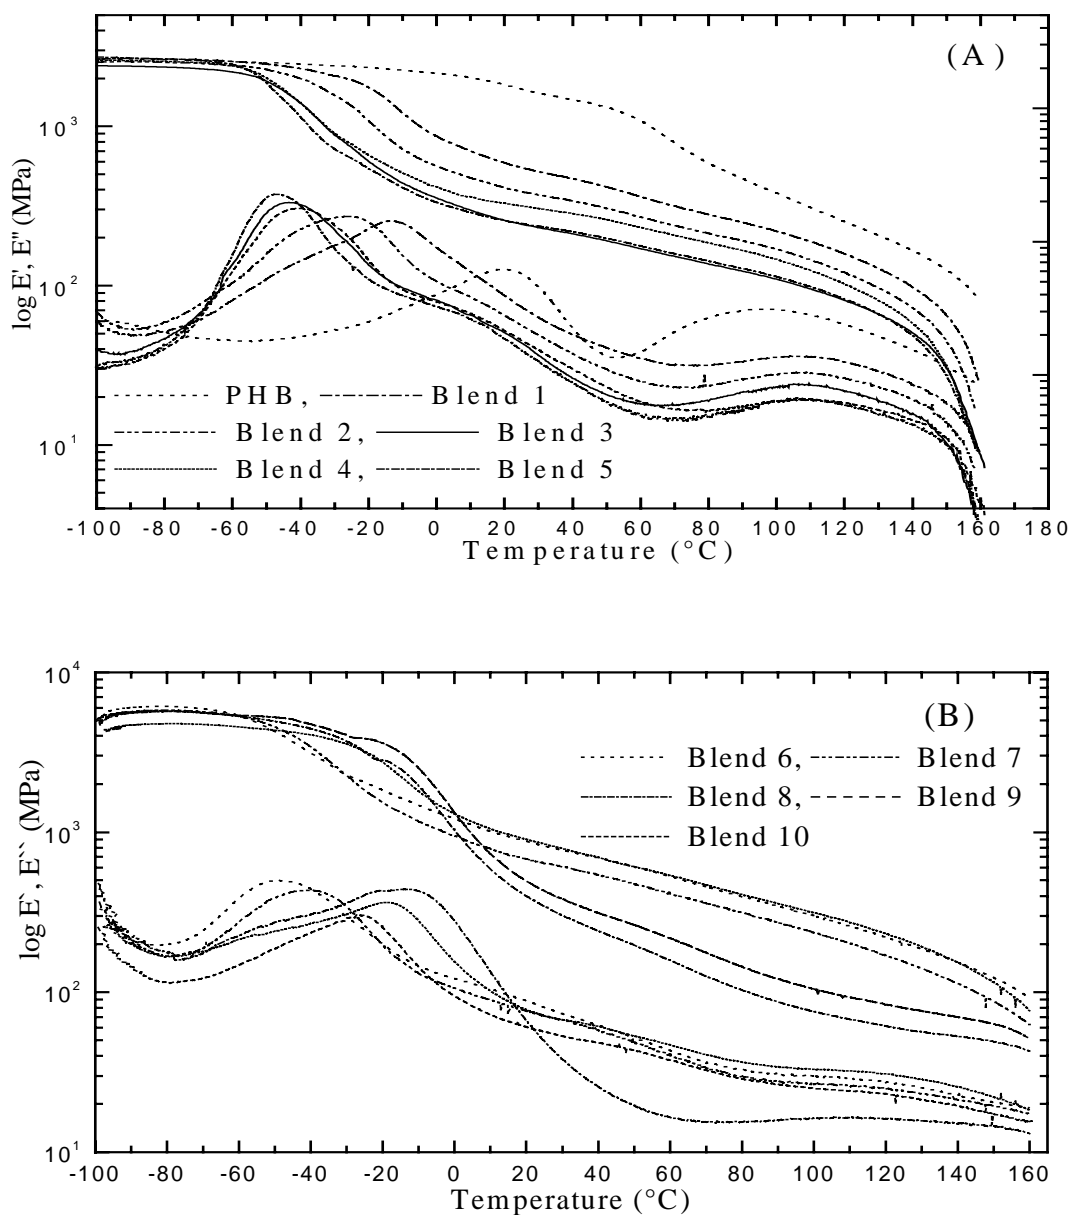 (A)
10³
10²
10¹
log E', E" (MPa)
PHB, Blend 1
Blend 2, Blend 3
Blend 4, Blend 5
-100 -80 -60 -40 -20 0 20 40 60 80 100 120 140 160 180
Temperature (°C)
(B)
10⁴
10³
10²
10¹
log E`, E`` (MPa)
Blend 6, Blend 7
Blend 8, Blend 9
Blend 10
-100 -80 -60 -40 -20 0 20 40 60 80 100 120 140 160
Temperature (°C)